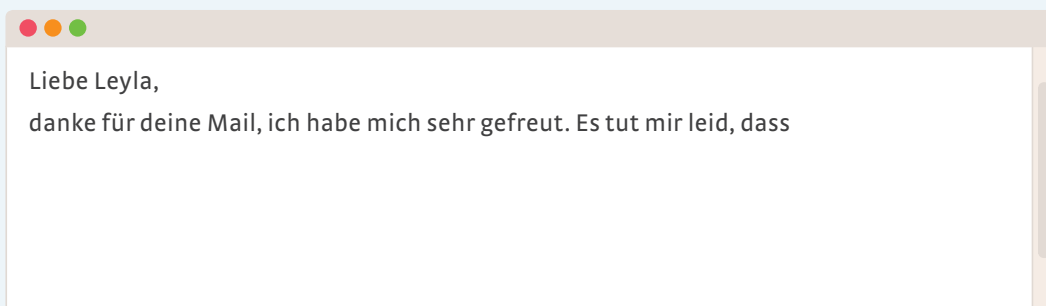 Liebe Leyla,
danke für deine Mail, ich habe mich sehr gefreut. Es tut mir leid, dass